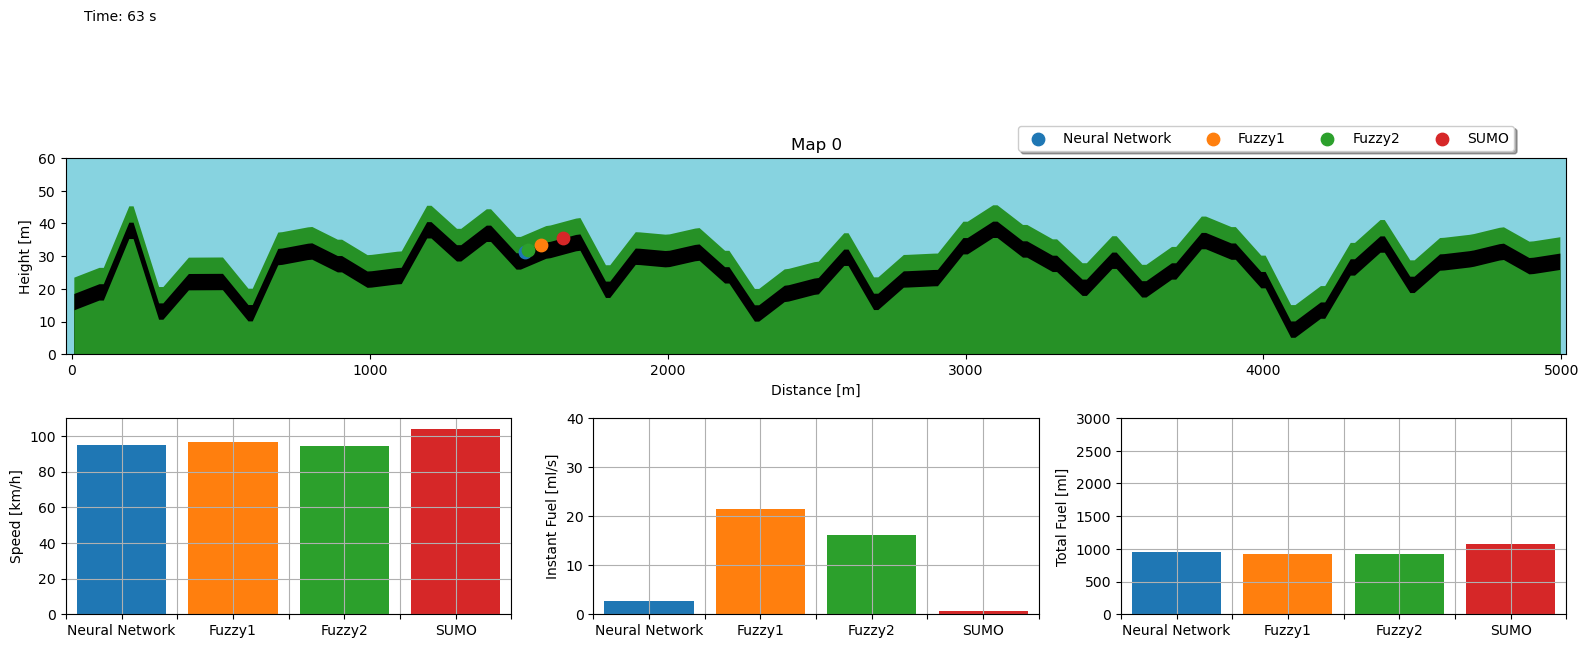 Time: 63 s
Map 0
Neural Network Fuzzy1 Fuzzy2 SUMO
Height [m]
60
50
40
30
20
10
0
0 1000 2000 3000 4000 5000
Distance [m]
Speed [km/h]
100
80
60
40
20
0
Neural Network Fuzzy1 Fuzzy2 SUMO
Instant Fuel [ml/s]
40
30
20
10
0
Neural Network Fuzzy1 Fuzzy2 SUMO
Total Fuel [ml]
3000
2500
2000
1500
1000
500
0
Neural Network Fuzzy1 Fuzzy2 SUMO